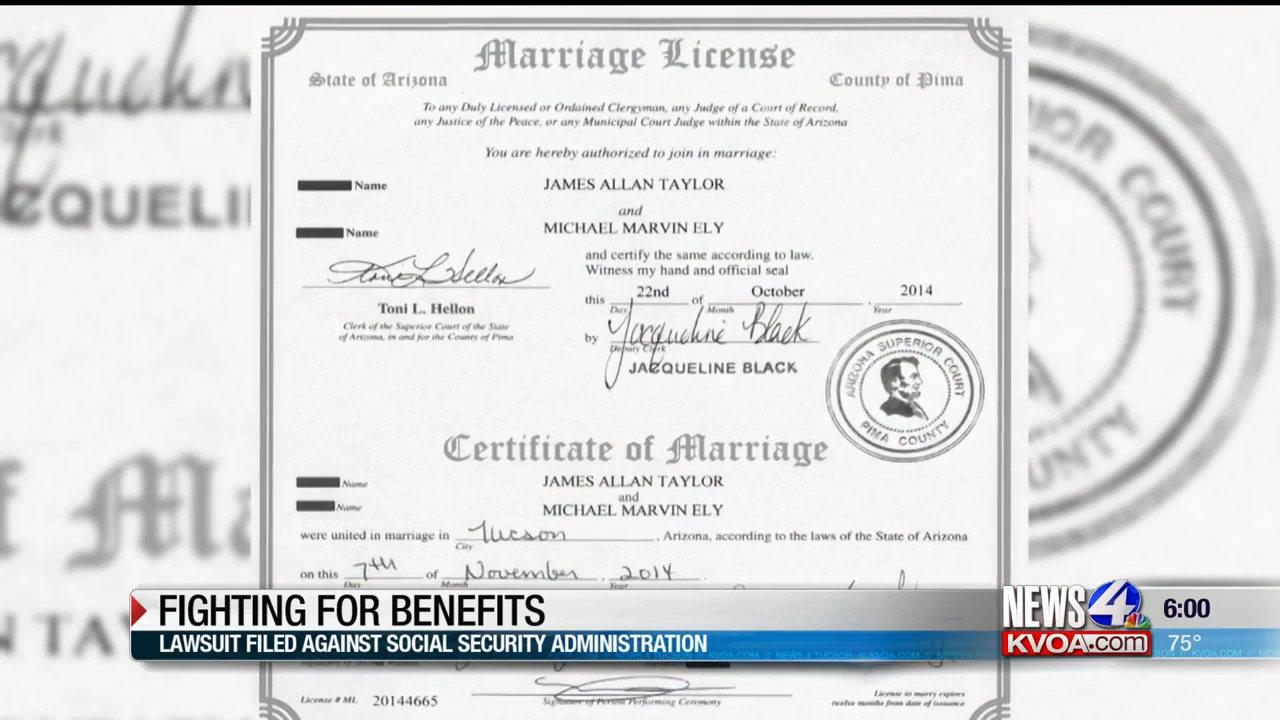 Marriage License
State of Arizona
County of Pima
To any Duly Licensed or Ordained Clergyman, any Judge of a Court of Record,
any Justice of the Peace, or any Municipal Court Judge within the State of Arizona
You are hereby authorized to join in marriage:
Name JAMES ALLAN TAYLOR
and
Name MICHAEL MARVIN ELY
and certify the same according to law.
Witness my hand and official seal
Toni L Hellon
this 22nd of October, 2014
Day Month Year
Toni L. Hellon
Clerk of the Superior Court of the State
of Arizona, in and for the County of Pima
by Jacqueline Black
Deputy Clerk
JACQUELINE BLACK
ARIZONA SUPERIOR COURT
PIMA COUNTY
Certificate of Marriage
Name JAMES ALLAN TAYLOR
and
Name MICHAEL MARVIN ELY
were united in marriage in Tucson, Arizona, according to the laws of the State of Arizona
City
on this 7th of November, 2014.
Day Month Year
FIGHTING FOR BENEFITS
LAWSUIT FILED AGAINST SOCIAL SECURITY ADMINISTRATION
NEWS 4
KVOA.com
6:00
75°
License # ML 20144665
Signature of Person Performing Ceremony
License to marry expires
twelve months from date of issuance